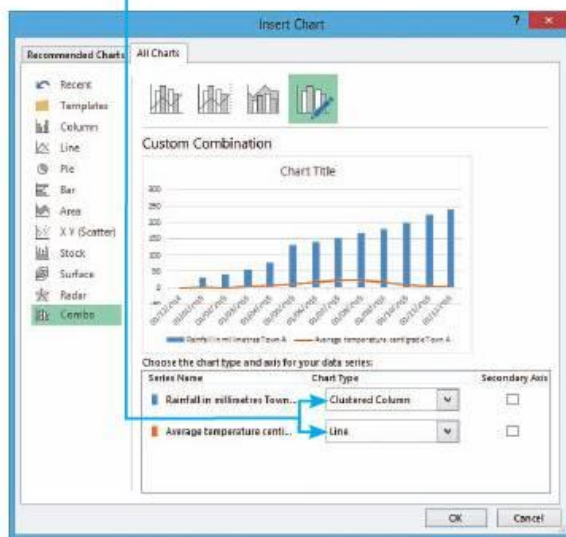 Insert Chart
?
Recommended Charts All Charts
Recent
Templates
Column
Line
Pie
Bar
Area
X Y (Scatter)
Stock
Surface
Radar
Combo
Custom Combination
Chart Title
300
250
200
150
100
50
0
Rainfall in millimetres Town A Average temperature centigrade Town A
Choose the chart type and axis for your data series:
Series Name Chart Type Secondary Axis
Rainfall in millimetres Town... Clustered Column
Average temperature centi... Line
OK Cancel